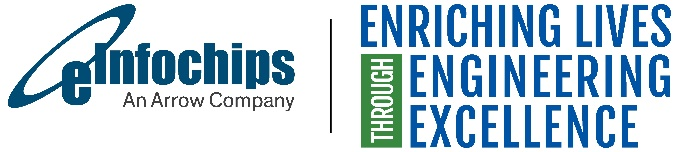 eInfochips
An Arrow Company
ENRICHING LIVES
THROUGH
ENGINEERING
EXCELLENCE